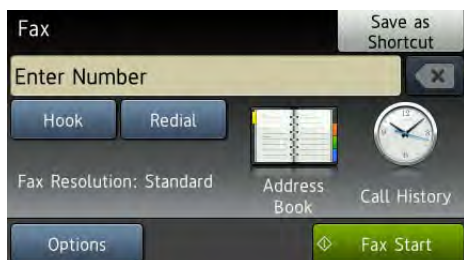 Fax
Save as
Shortcut
Enter Number
Hook
Redial
Fax Resolution: Standard
Address
Book
Call History
Options
Fax Start